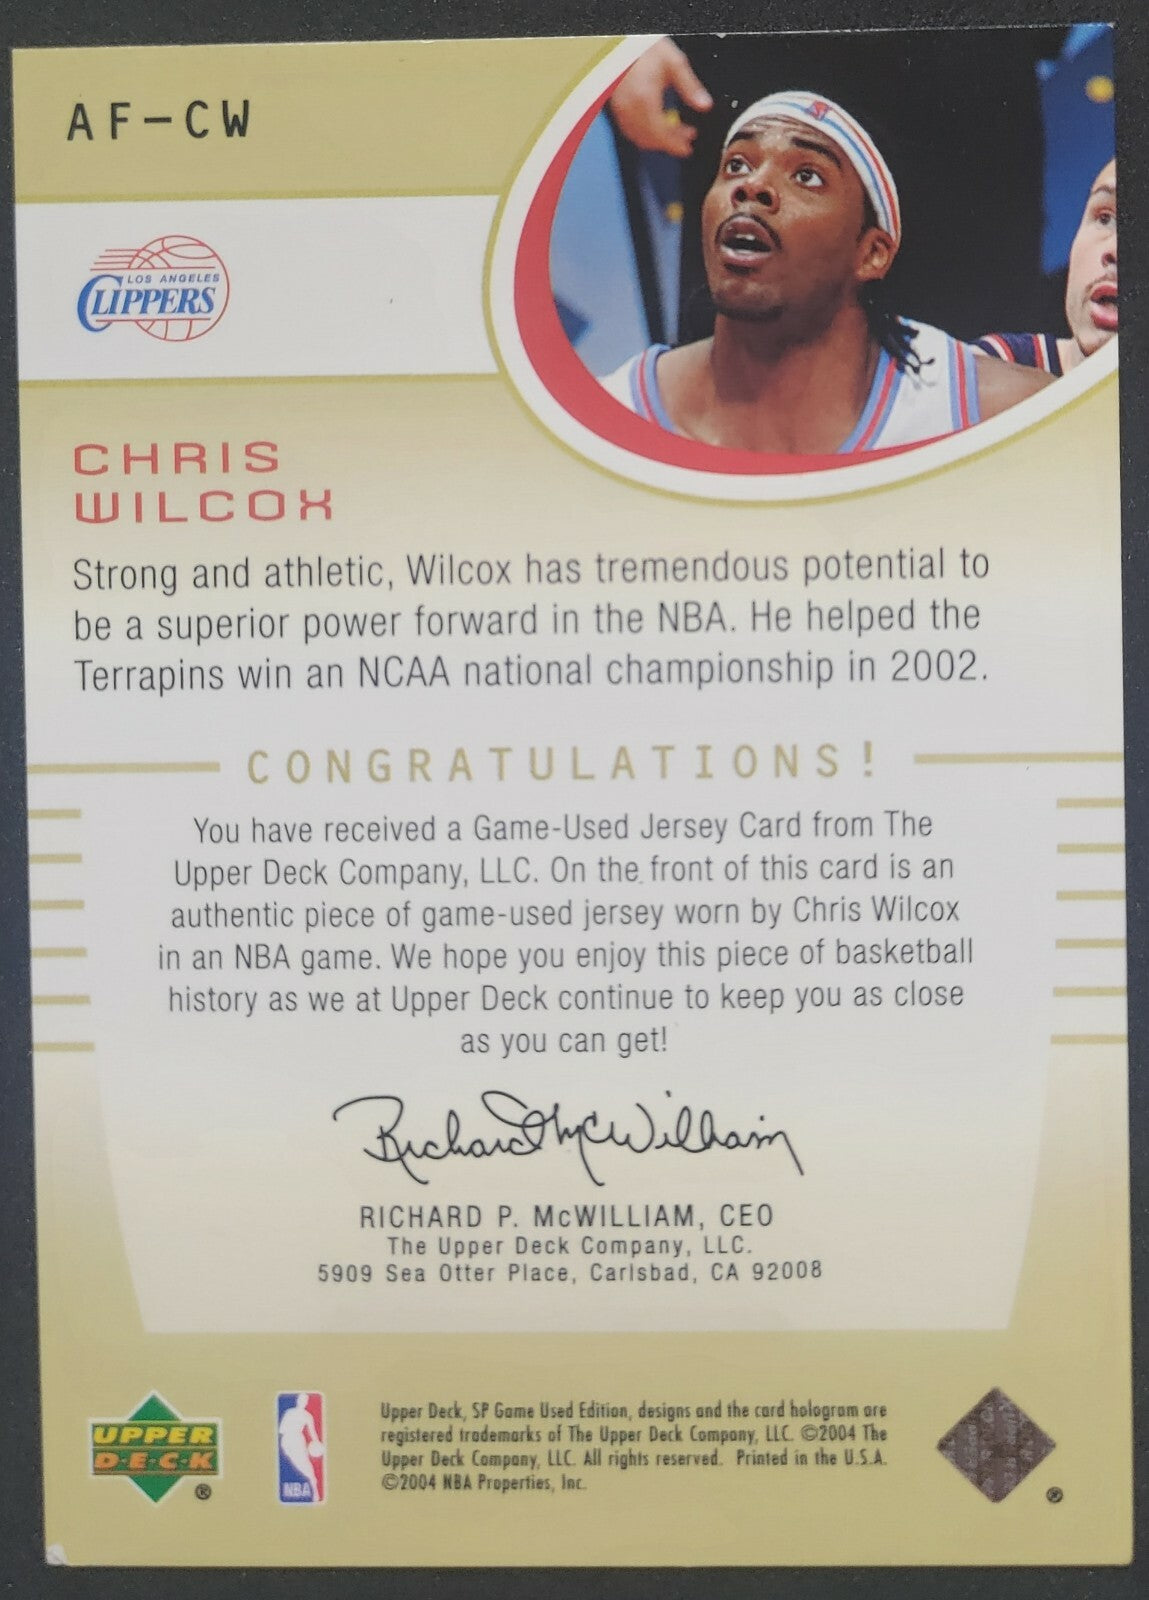 AF-CW
LOS ANGELES
CLIPPERS
CHRIS
WILCOX
Strong and athletic, Wilcox has tremendous potential to
be a superior power forward in the NBA. He helped the
Terrapins win an NCAA national championship in 2002.
CONGRATULATIONS!
You have received a Game-Used Jersey Card from The
Upper Deck Company, LLC. On the front of this card is an
authentic piece of game-used jersey worn by Chris Wilcox
in an NBA game. We hope you enjoy this piece of basketball
history as we at Upper Deck continue to keep you as close
as you can get!
Richard McWilliam
RICHARD P. McWILLIAM, CEO
The Upper Deck Company, LLC.
5909 Sea Otter Place, Carlsbad, CA 92008
UPPER
D·E·C·K
®
NBA
Upper Deck, SP Game Used Edition, designs and the card hologram are
registered trademarks of The Upper Deck Company, LLC. ©2004 The
Upper Deck Company, LLC. All rights reserved. Printed in the U.S.A.
©2004 NBA Properties, Inc.
®